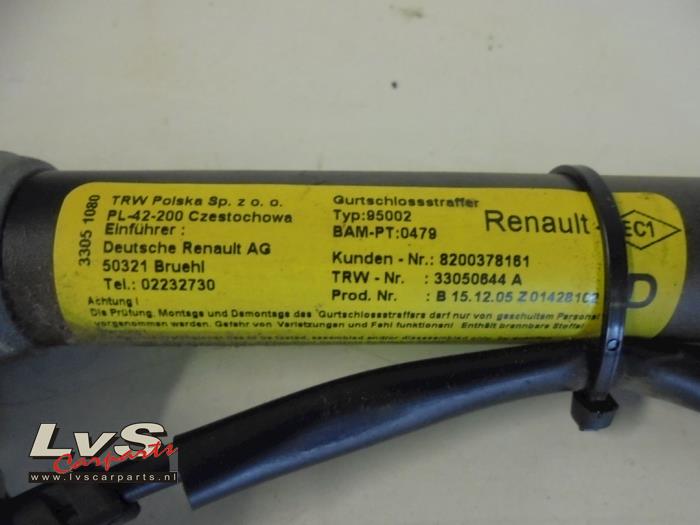 3305 1080
TRW Polska Sp. z o. o.
PL-42-200 Czestochowa
Einführer :
Deutsche Renault AG
50321 Bruehl
Tel.: 02232730
Gurtschlossstraffer
Typ:95002
BAM-PT:0479
Kunden - Nr.: 8200378161
TRW - Nr. : 33050644 A
Prod. Nr. : B 15.12.05 Z01428102
Renault
EC1
D
Achtung !
Die Prüfung, Montage und Demontage des Gurtschlossstraffers darf nur von geschultem Personal
vorgenommen werden. Gefahr von Verletzungen und Fehlfunktionen! Enthält brennbare Stoffe!
LvS
Carparts
www.lvscarparts.nl